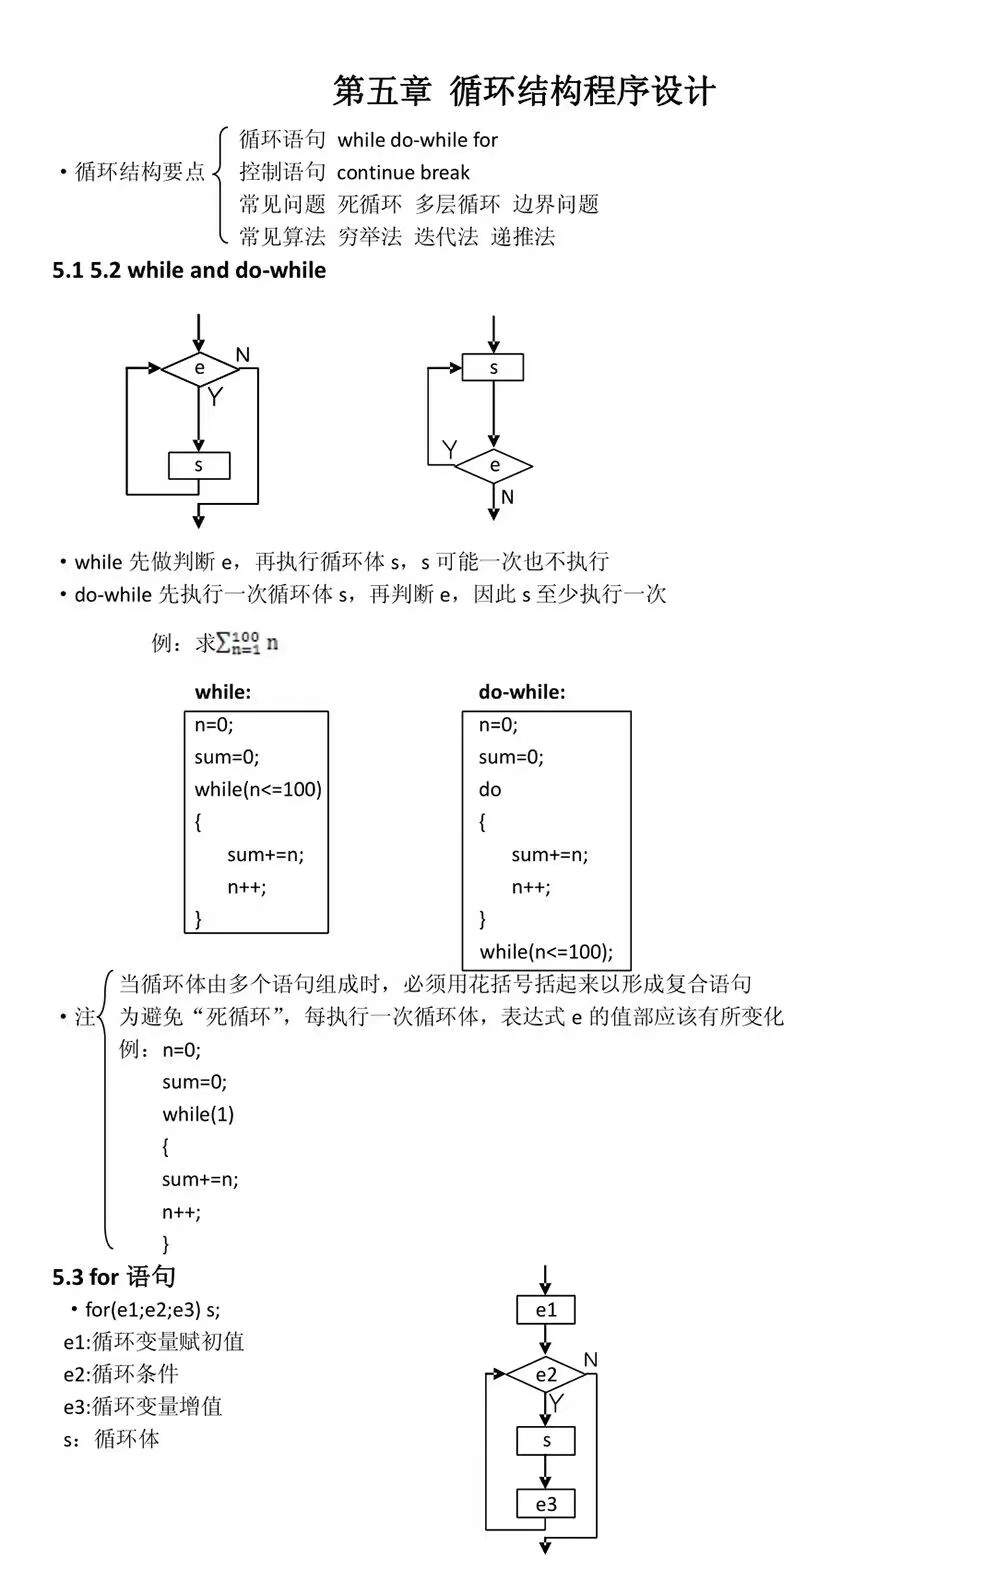 第五章 循环结构程序设计
循环语句 while do-while for
·循环结构要点 控制语句 continue break
常见问题 死循环 多层循环 边界问题
常见算法 穷举法 迭代法 递推法
5.1 5.2 while and do-while
e
N
Y
s
s
Y
e
N
·while 先做判断 e，再执行循环体 s，s 可能一次也不执行
·do-while 先执行一次循环体 s，再判断 e，因此 s 至少执行一次
例：求∑_{n=1}^{100} n
while:
n=0;
sum=0;
while(n<=100)
{
sum+=n;
n++;
}
do-while:
n=0;
sum=0;
do
{
sum+=n;
n++;
}
while(n<=100);
当循环体由多个语句组成时，必须用花括号括起来以形成复合语句
·注 为避免“死循环”，每执行一次循环体，表达式 e 的值部应该有所变化
例：n=0;
sum=0;
while(1)
{
sum+=n;
n++;
}
5.3 for 语句
·for(e1;e2;e3) s;
e1:循环变量赋初值
e2:循环条件
e3:循环变量增值
s：循环体
e1
e2
N
Y
s
e3